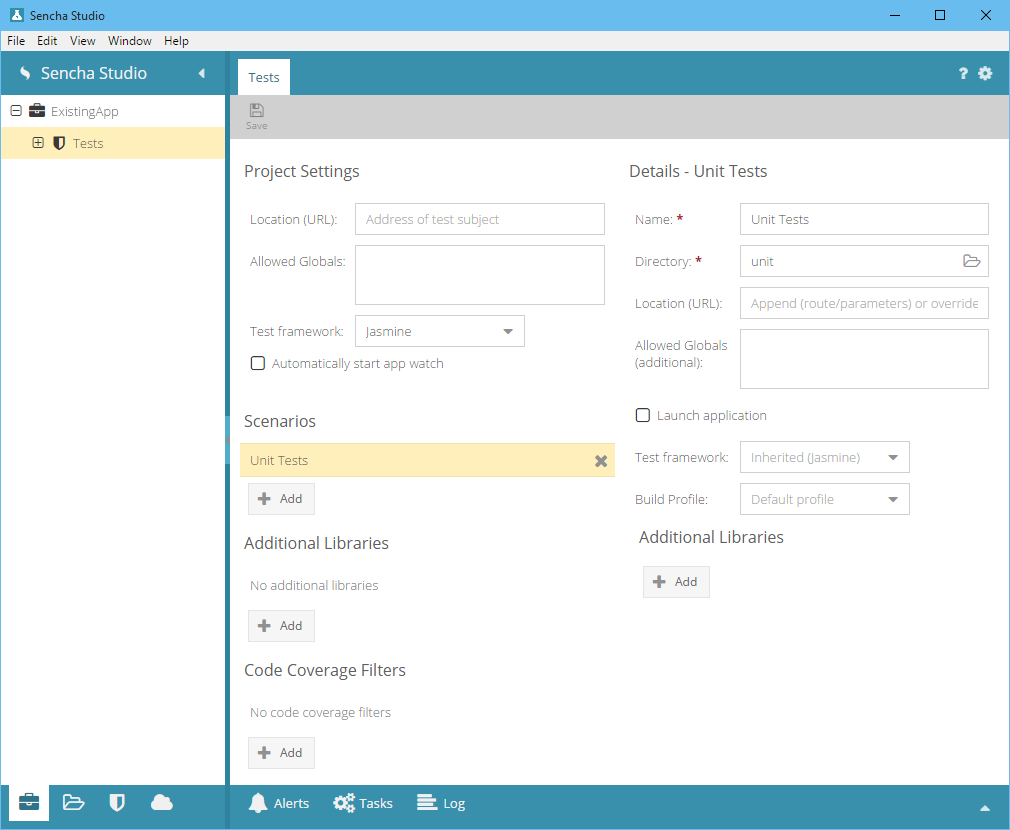 Sencha Studio
File Edit View Window Help
Sencha Studio
Tests
?
ExistingApp
Tests
Save
Project Settings
Location (URL): Address of test subject
Allowed Globals:
Test framework: Jasmine
Automatically start app watch
Scenarios
Unit Tests
Add
Additional Libraries
No additional libraries
Add
Code Coverage Filters
No code coverage filters
Add
Details - Unit Tests
Name: * Unit Tests
Directory: * unit
Location (URL): Append (route/parameters) or override
Allowed Globals
(additional):
Launch application
Test framework: Inherited (Jasmine)
Build Profile: Default profile
Additional Libraries
Add
Alerts Tasks Log